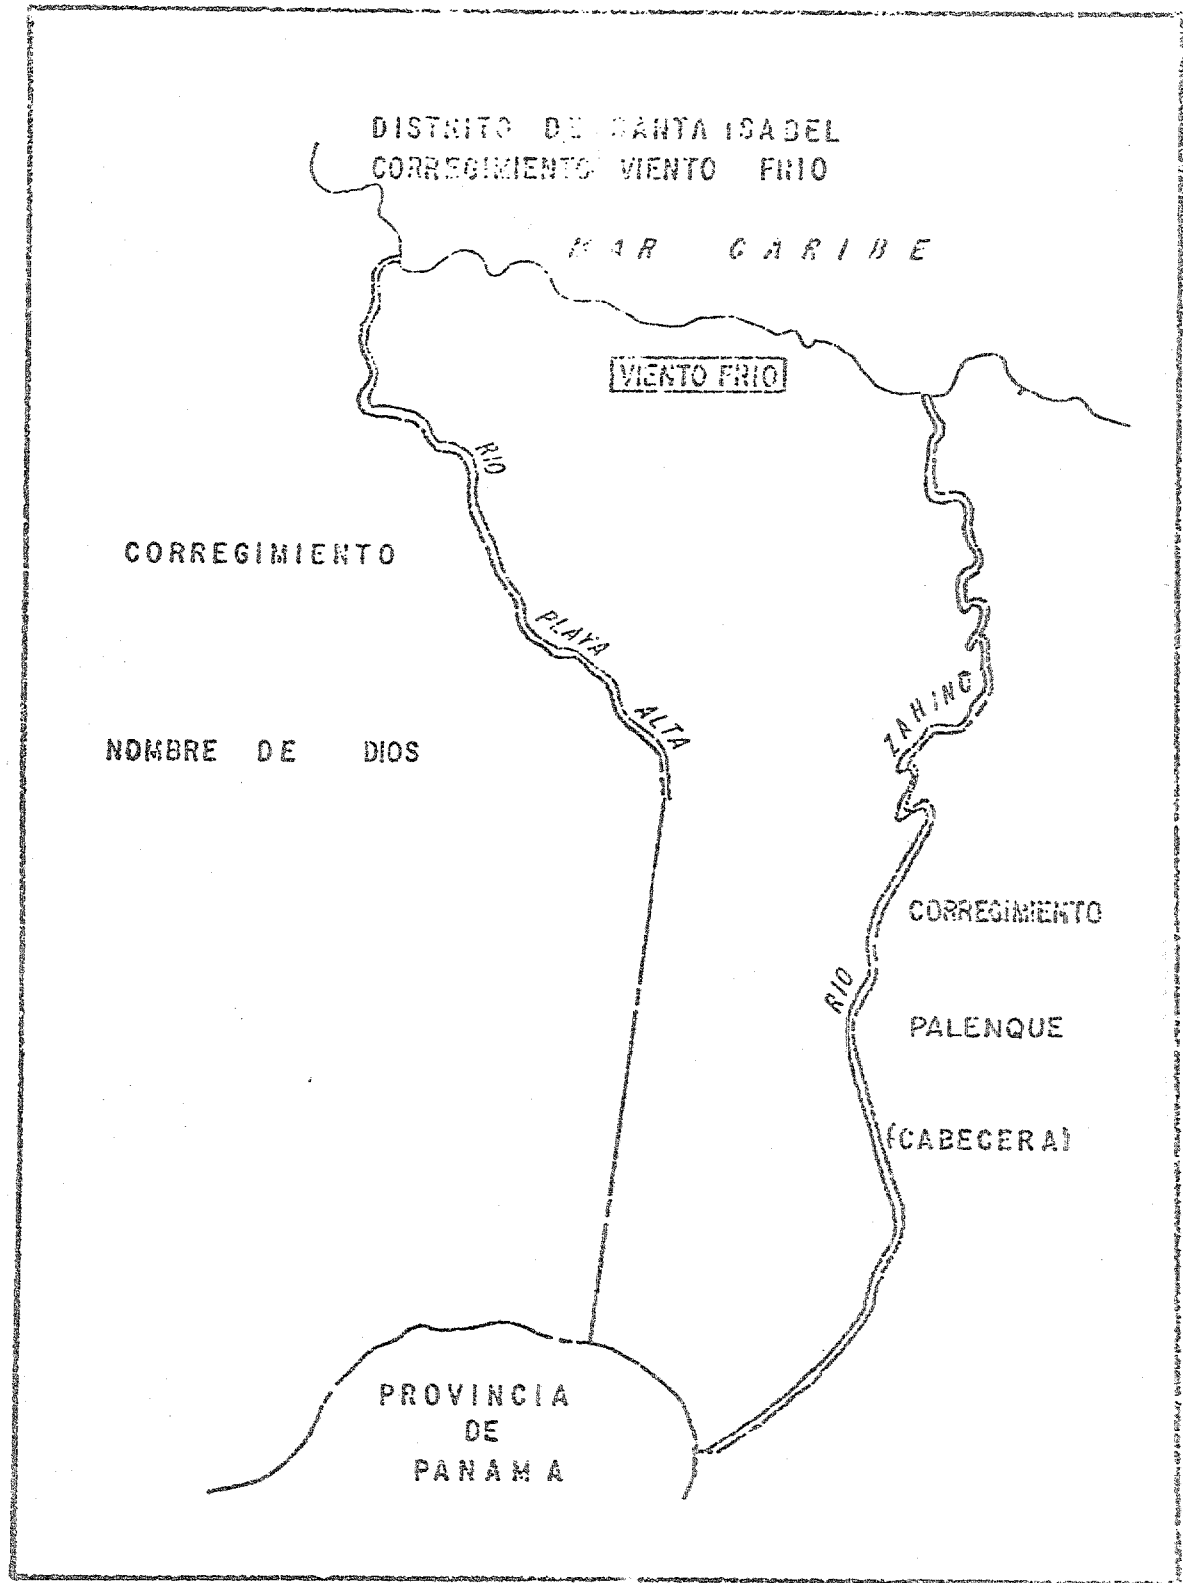 DISTRITO DE SANTA ISABEL
CORREGIMIENTO VIENTO FRIO
MAR CARIBE
VIENTO FRIO
RIO
PLAYA
ALTA
CORREGIMIENTO
NOMBRE DE DIOS
ZAHINO
RIO
CORREGIMIENTO
PALENQUE
(CABECERA)
PROVINCIA
DE
PANAMA